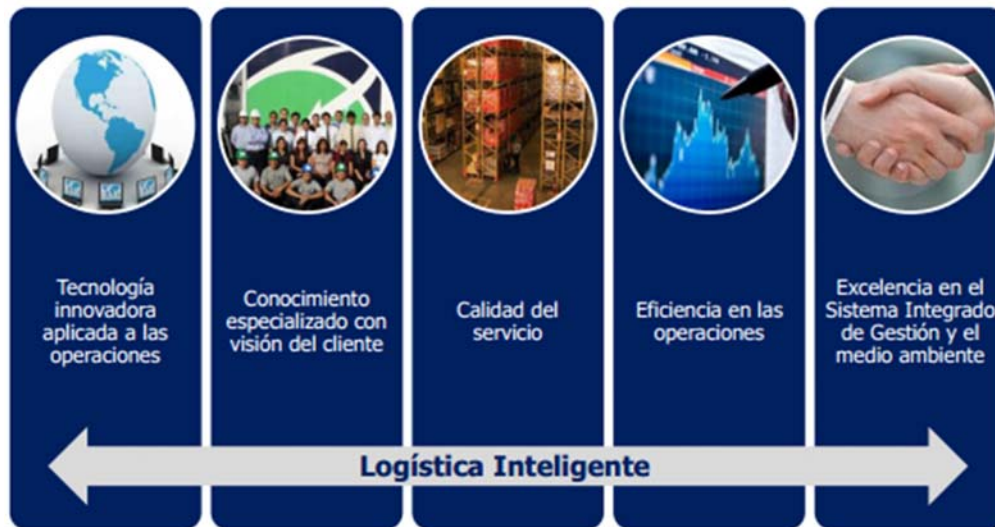 Tecnología
innovadora
aplicada a las
operaciones
Conocimiento
especializado con
visión del cliente
Calidad del
servicio
Eficiencia en las
operaciones
Excelencia en el
Sistema Integrado
de Gestión y el
medio ambiente
Logística Inteligente